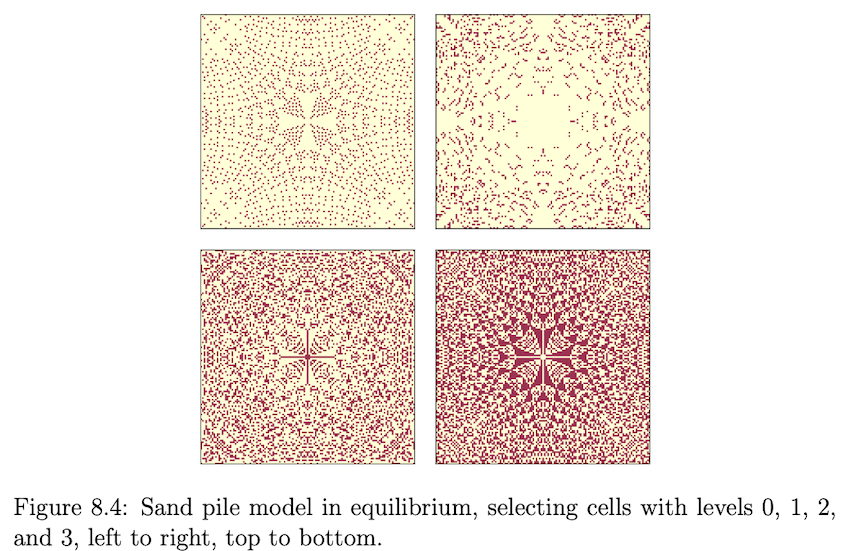 Figure 8.4: Sand pile model in equilibrium, selecting cells with levels 0, 1, 2,
and 3, left to right, top to bottom.